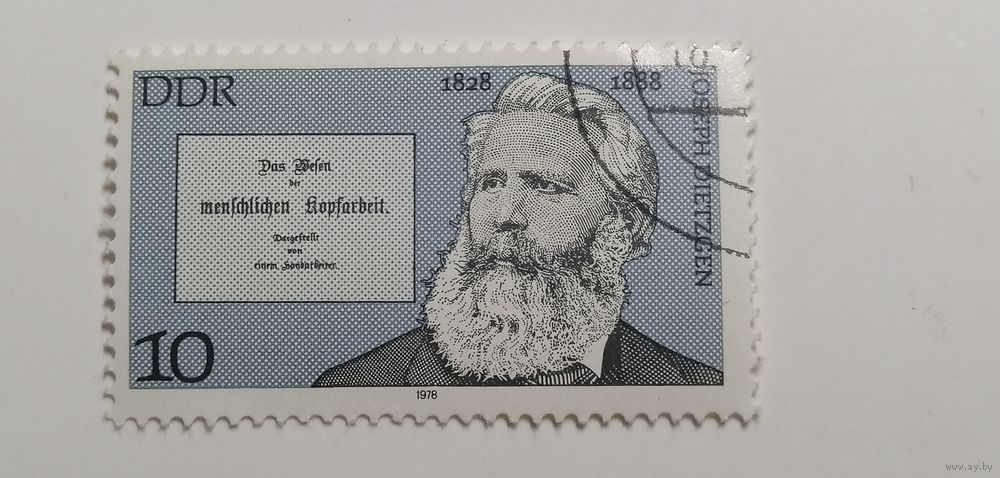 DDR
1828 1888
JOSEPH DIETZGEN
Das Wesen
der
menschlichen Kopfarbeit.
Dargestellt
von
einem Handarbeiter.
10
1978
www.ay.by